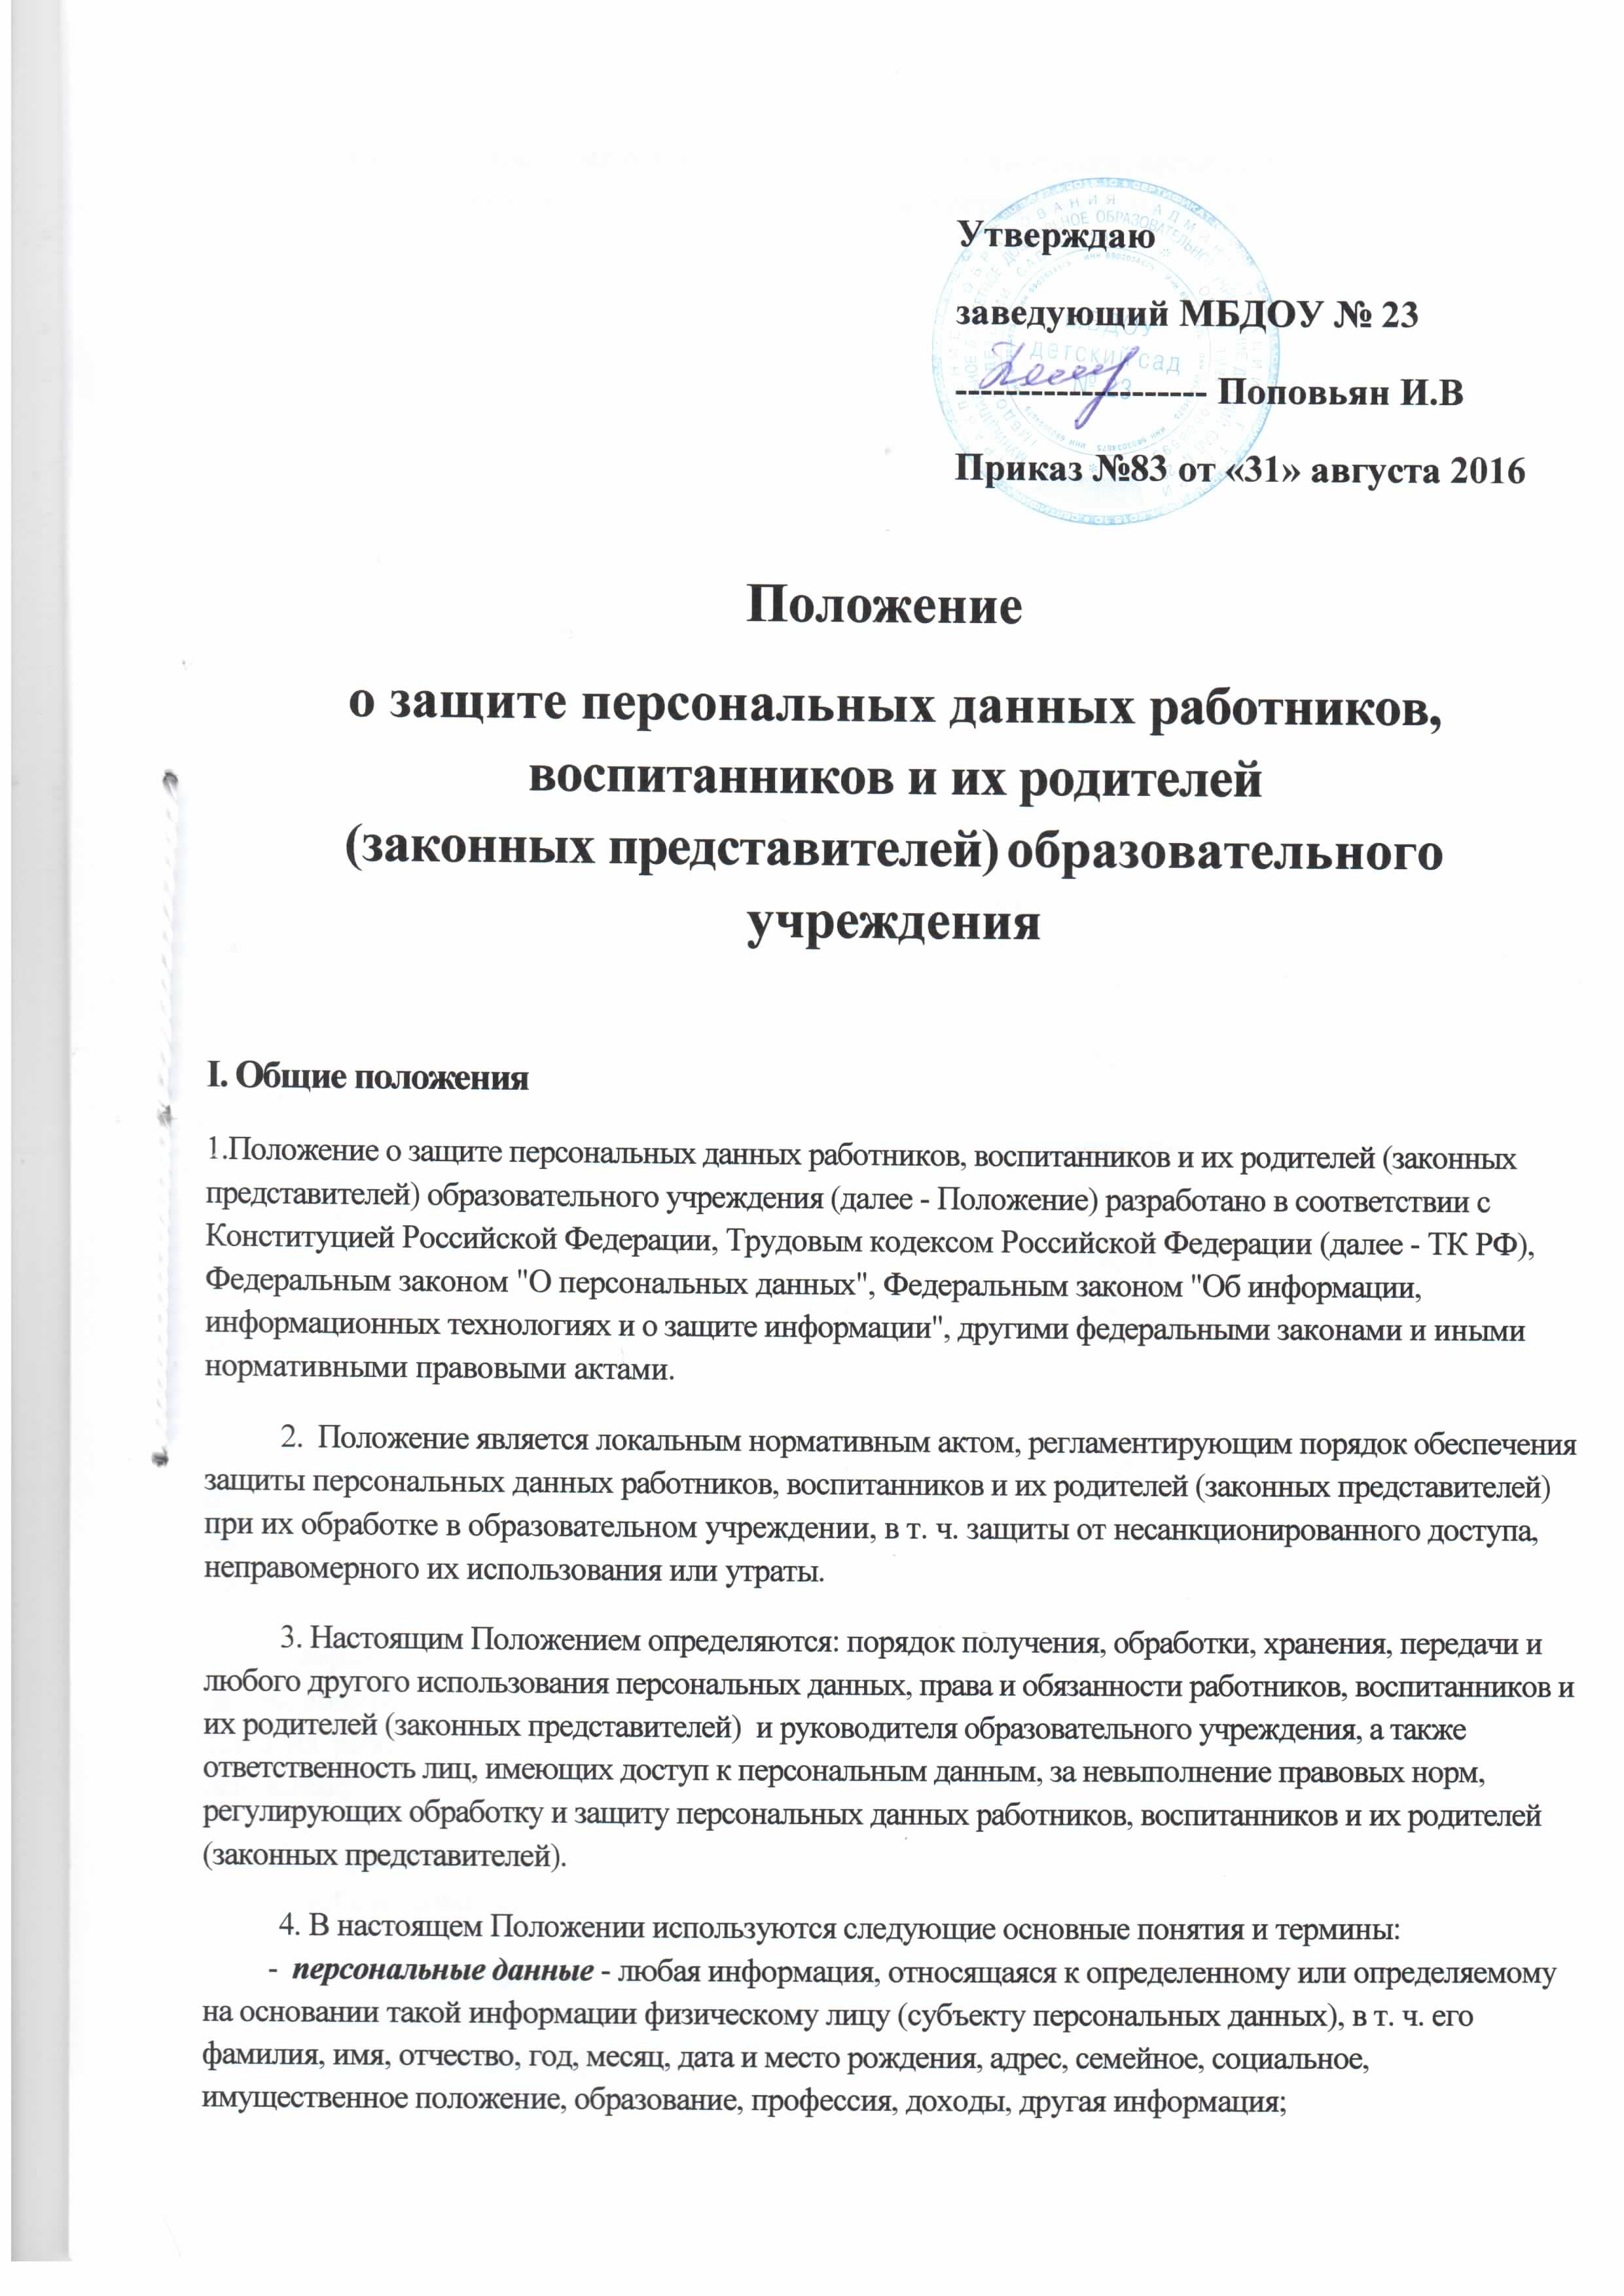 Утверждаю
заведующий МБДОУ № 23
МБДОУ
детский сад
№ 23
-------------------- Поповьян И.В
Приказ №83 от «31» августа 2016
Положение
о защите персональных данных работников,
воспитанников и их родителей
(законных представителей) образовательного
учреждения
I. Общие положения
1.Положение о защите персональных данных работников, воспитанников и их родителей (законных
представителей) образовательного учреждения (далее - Положение) разработано в соответствии с
Конституцией Российской Федерации, Трудовым кодексом Российской Федерации (далее - ТК РФ),
Федеральным законом "О персональных данных", Федеральным законом "Об информации,
информационных технологиях и о защите информации", другими федеральными законами и иными
нормативными правовыми актами.
2. Положение является локальным нормативным актом, регламентирующим порядок обеспечения
защиты персональных данных работников, воспитанников и их родителей (законных представителей)
при их обработке в образовательном учреждении, в т. ч. защиты от несанкционированного доступа,
неправомерного их использования или утраты.
3. Настоящим Положением определяются: порядок получения, обработки, хранения, передачи и
любого другого использования персональных данных, права и обязанности работников, воспитанников и
их родителей (законных представителей) и руководителя образовательного учреждения, а также
ответственность лиц, имеющих доступ к персональным данным, за невыполнение правовых норм,
регулирующих обработку и защиту персональных данных работников, воспитанников и их родителей
(законных представителей).
4. В настоящем Положении используются следующие основные понятия и термины:
- персональные данные - любая информация, относящаяся к определенному или определяемому
на основании такой информации физическому лицу (субъекту персональных данных), в т. ч. его
фамилия, имя, отчество, год, месяц, дата и место рождения, адрес, семейное, социальное,
имущественное положение, образование, профессия, доходы, другая информация;